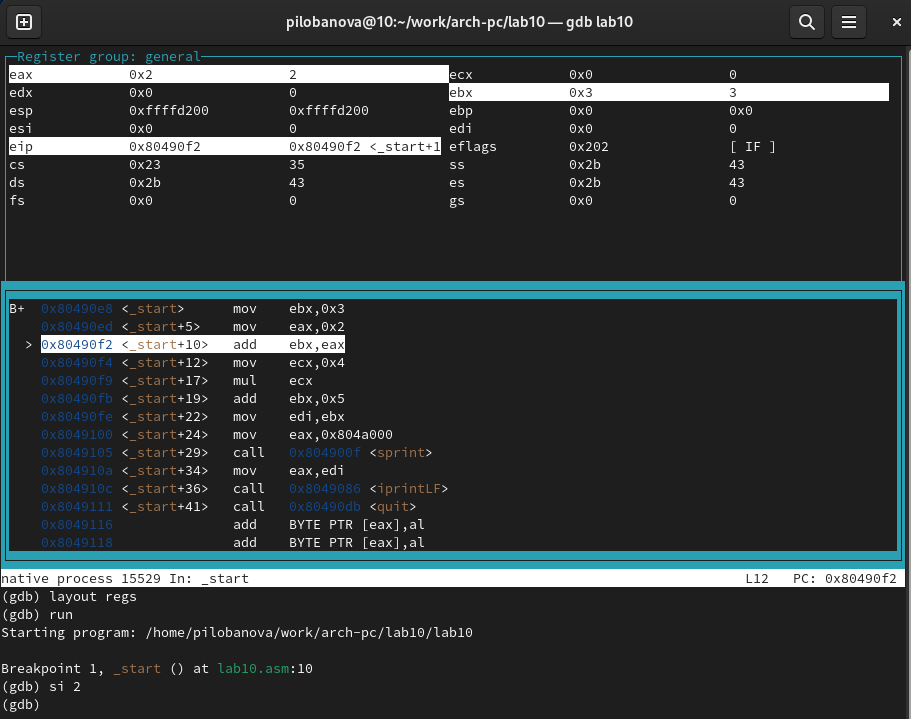 pilobanova@10:~/work/arch-pc/lab10 — gdb lab10
Register group: general
eax 0x2 2 ecx 0x0 0
edx 0x0 0 ebx 0x3 3
esp 0xffffd200 0xffffd200 ebp 0x0 0x0
esi 0x0 0 edi 0x0 0
eip 0x80490f2 0x80490f2 <_start+1 eflags 0x202 [ IF ]
cs 0x23 35 ss 0x2b 43
ds 0x2b 43 es 0x2b 43
fs 0x0 0 gs 0x0 0
B+ 0x80490e8 <_start> mov ebx,0x3
0x80490ed <_start+5> mov eax,0x2
> 0x80490f2 <_start+10> add ebx,eax
0x80490f4 <_start+12> mov ecx,0x4
0x80490f9 <_start+17> mul ecx
0x80490fb <_start+19> add ebx,0x5
0x80490fe <_start+22> mov edi,ebx
0x8049100 <_start+24> mov eax,0x804a000
0x8049105 <_start+29> call 0x804900f <sprint>
0x804910a <_start+34> mov eax,edi
0x804910c <_start+36> call 0x8049086 <iprintLF>
0x8049111 <_start+41> call 0x80490db <quit>
0x8049116 add BYTE PTR [eax],al
0x8049118 add BYTE PTR [eax],al
native process 15529 In: _start L12 PC: 0x80490f2
(gdb) layout regs
(gdb) run
Starting program: /home/pilobanova/work/arch-pc/lab10/lab10
Breakpoint 1, _start () at lab10.asm:10
(gdb) si 2
(gdb)